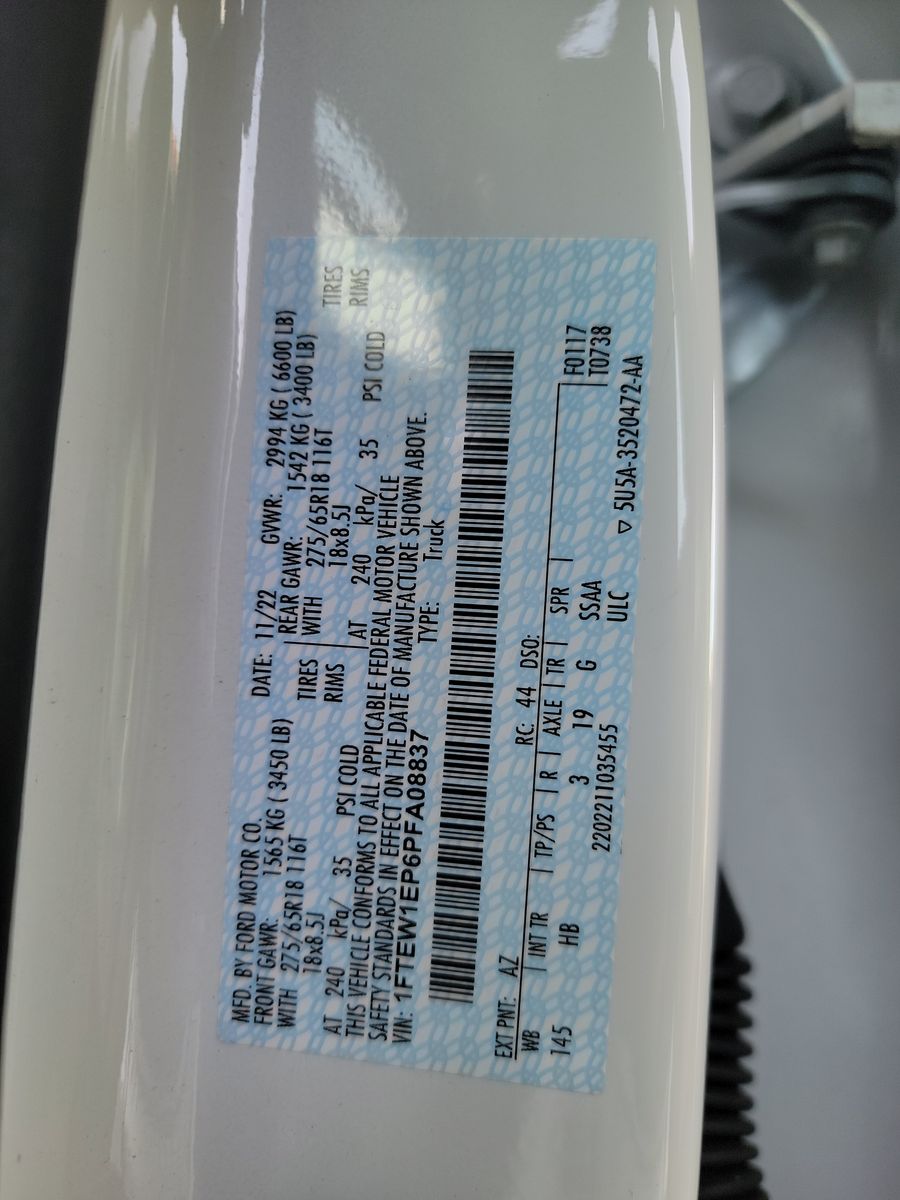 MFD. BY FORD MOTOR CO. DATE: 11/22 GVWR: 2994 KG ( 6600 LB)
FRONT GAWR: 1565 KG ( 3450 LB) REAR GAWR: 1542 KG ( 3400 LB)
WITH 275/65R18 116T TIRES WITH 275/65R18 116T TIRES
18x8.5J RIMS 18x8.5J RIMS
AT 240 kPa/ 35 PSI COLD AT 240 kPa/ 35 PSI COLD
THIS VEHICLE CONFORMS TO ALL APPLICABLE FEDERAL MOTOR VEHICLE
SAFETY STANDARDS IN EFFECT ON THE DATE OF MANUFACTURE SHOWN ABOVE.
VIN: 1FTEW1EP6PFA08837 TYPE: Truck
EXT PNT: AZ RC: 44 DSO: F0117
WB INT TR TP/PS R AXLE TR SPR T0738
145 HB 3 19 G SSAA
2202211035455 ULC ▽ 5U5A-3520472-AA